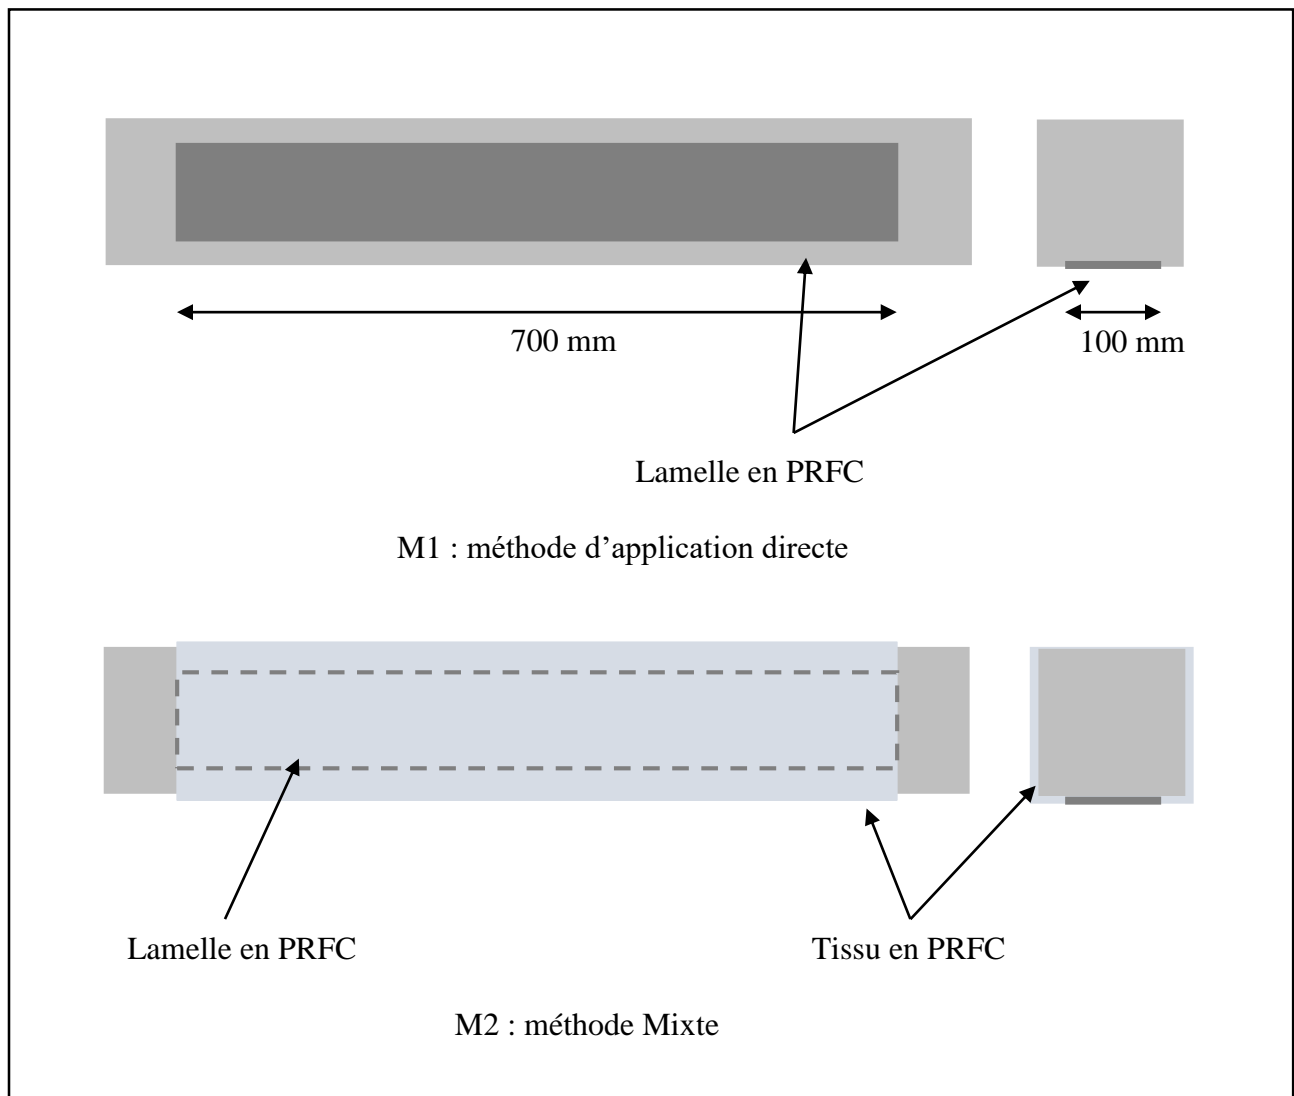 700 mm
100 mm
Lamelle en PRFC
M1 : méthode d’application directe
Lamelle en PRFC
Tissu en PRFC
M2 : méthode Mixte